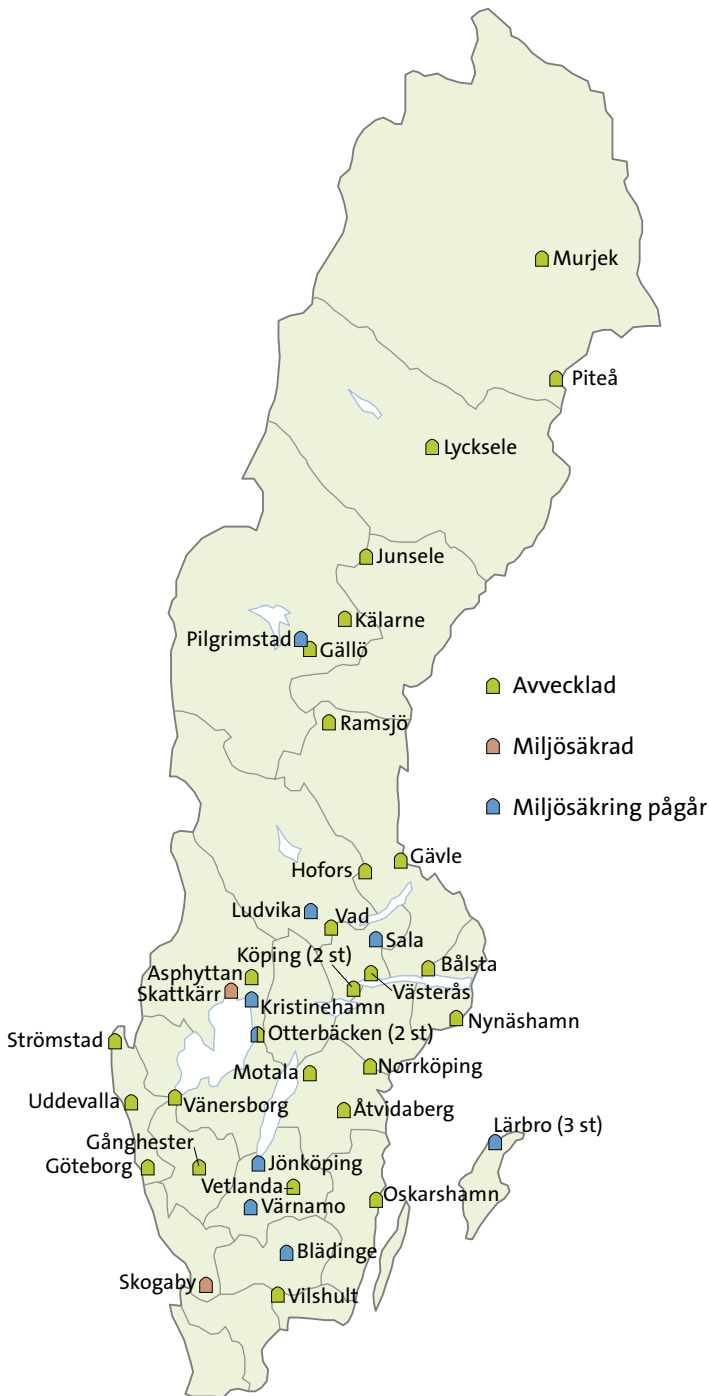 Murjek
Piteå
Lycksele
Junsele
Kälarne
Pilgrimstad
Gällö
Avvecklad
Ramsjö
Miljösäkrad
Miljösäkring pågår
Gävle
Hofors
Ludvika
Vad
Sala
Köping (2 st)
Bålsta
Asphyttan
Skattkärr
Västerås
Kristinehamn
Nynäshamn
Otterbäcken (2 st)
Strömstad
Norrköping
Motala
Uddevalla
Vänersborg
Åtvidaberg
Lärbro (3 st)
Gånghester
Göteborg
Jönköping
Vetlanda
Oskarshamn
Värnamo
Blädinge
Skogaby
Vilshult